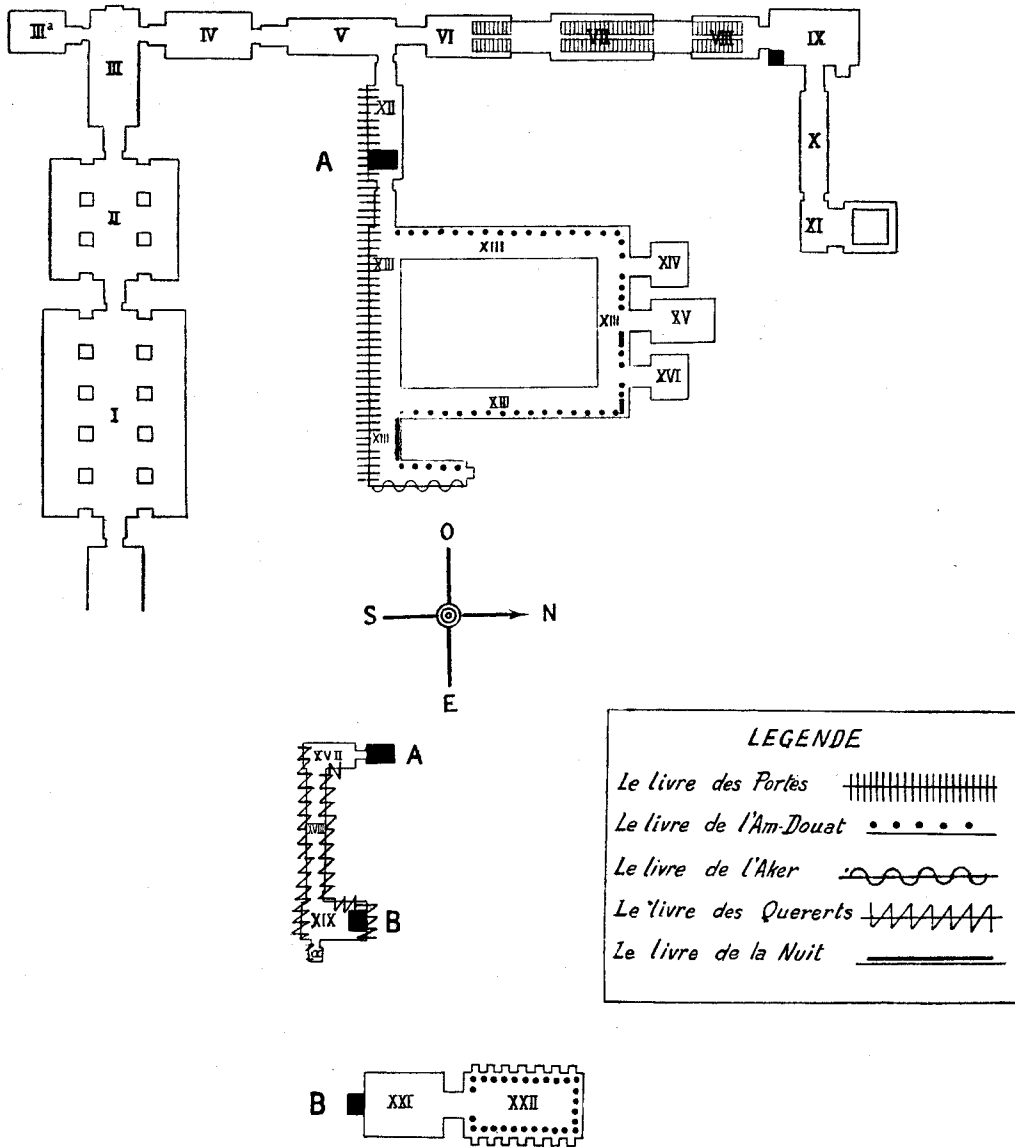 IIIa
IV
V
VI
VII
VIII
IX
III
XII
A
X
II
XI
XIII
XIV
XIII
XIII
XV
XVI
I
XIII
XIII
O
S
N
E
LEGENDE
Le livre des Portes
Le livre de l'Am-Douat
Le livre de l'Aker
Le livre des Quererts
Le livre de la Nuit
XVII
A
XVIII
XIX
B
B
XXI
XXII